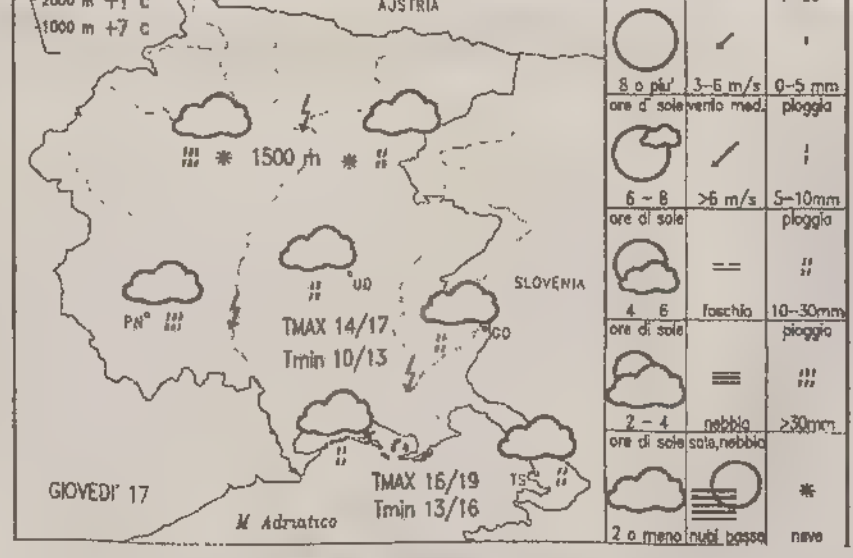 2000 m +1 c
1000 m +7 c
AUSTRIA
1500 m
UD
SLOVENIA
PN°
TMAX 14/17
Tmin 10/13
GO
TMAX 16/19
Tmin 13/16
TS
GIOVEDI' 17
M Adriatico
8 o piu'
ore di sole
3-6 m/s
vento med.
0-5 mm
pioggia
6 - 8
ore di sole
>6 m/s
5-10mm
pioggia
4 6
ore di sole
foschia
10-30mm
pioggia
2 - 4
ore di sole
nebbia
>30mm
2 o meno
sole,nebbia
nubi basse
neve